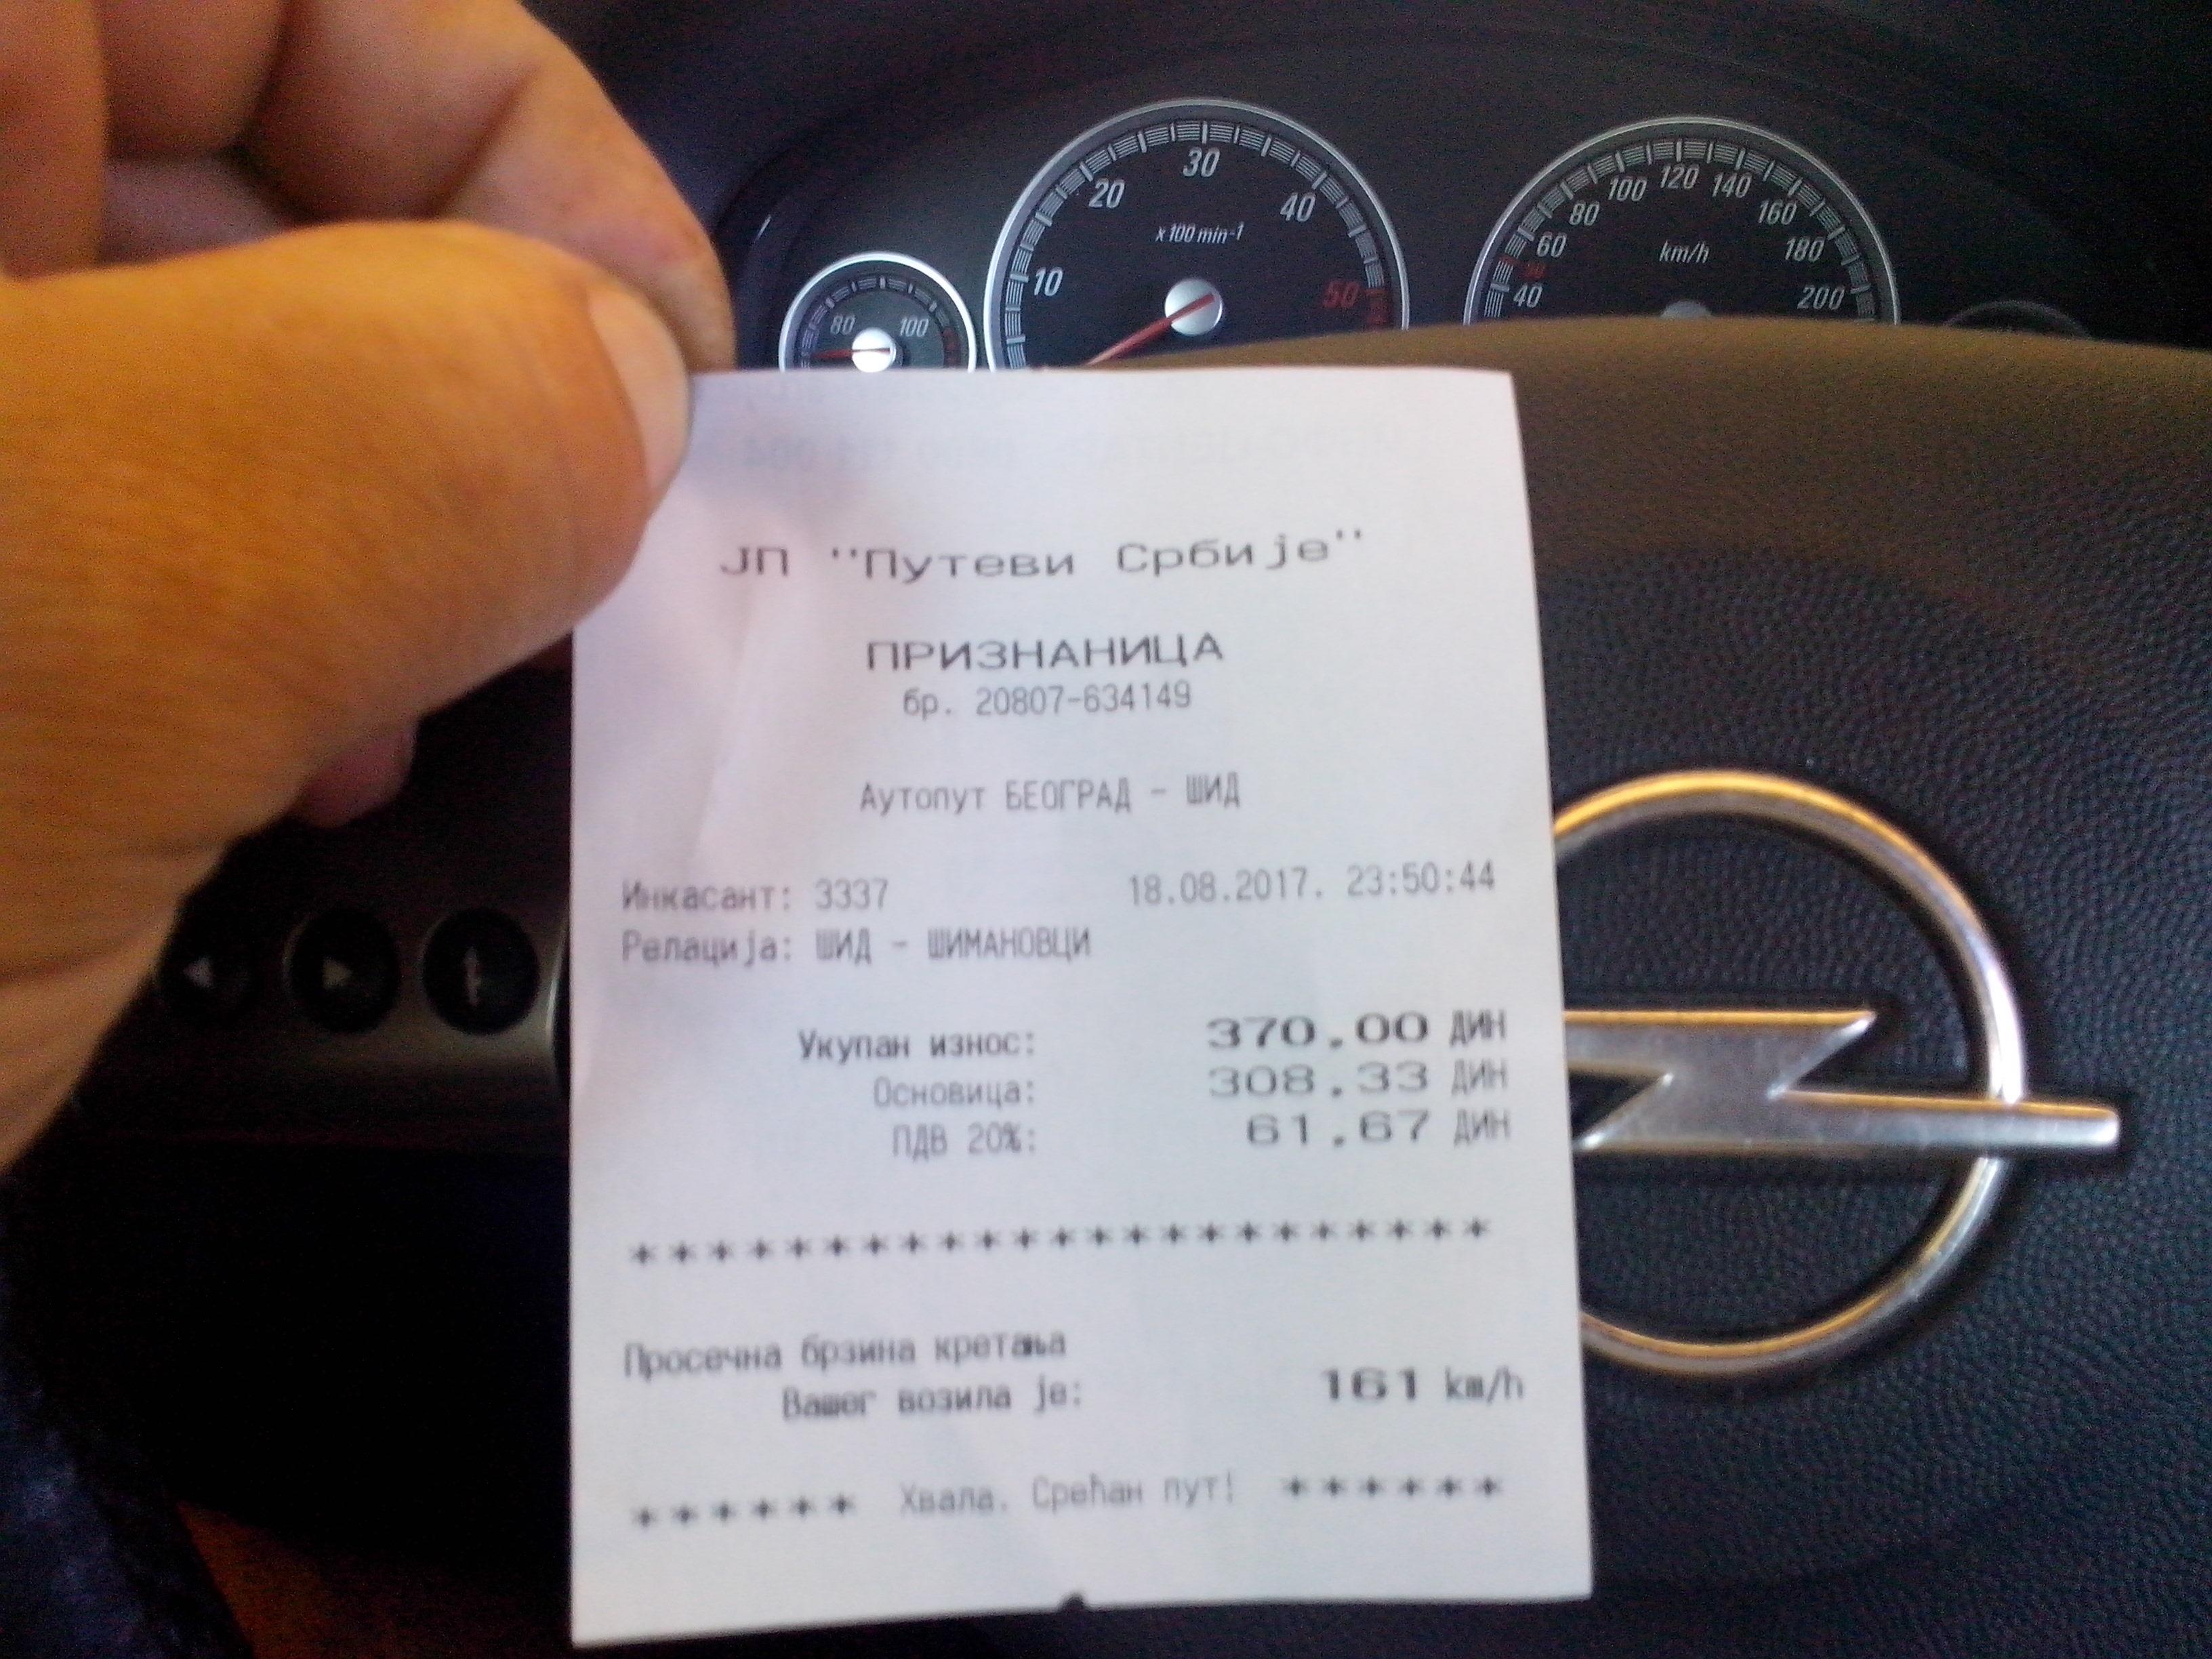 10
20
30
40
50
x100 min-1
80
100
40
50
60
80
100
120
140
160
180
200
km/h
ЈП "Путеви Србије"
ПРИЗНАНИЦА
бр. 20807-634149
Аутопут БЕОГРАД - ШИД
Инкасант: 3337 18.08.2017. 23:50:44
Релација: ШИД - ШИМАНОВЦИ
Укупан износ: 370.00 ДИН
Основица: 308.33 ДИН
ПДВ 20%: 61.67 ДИН
**********************
Просечна брзина кретања
Вашег возила је: 161 km/h
****** Хвала. Срећан пут! ******